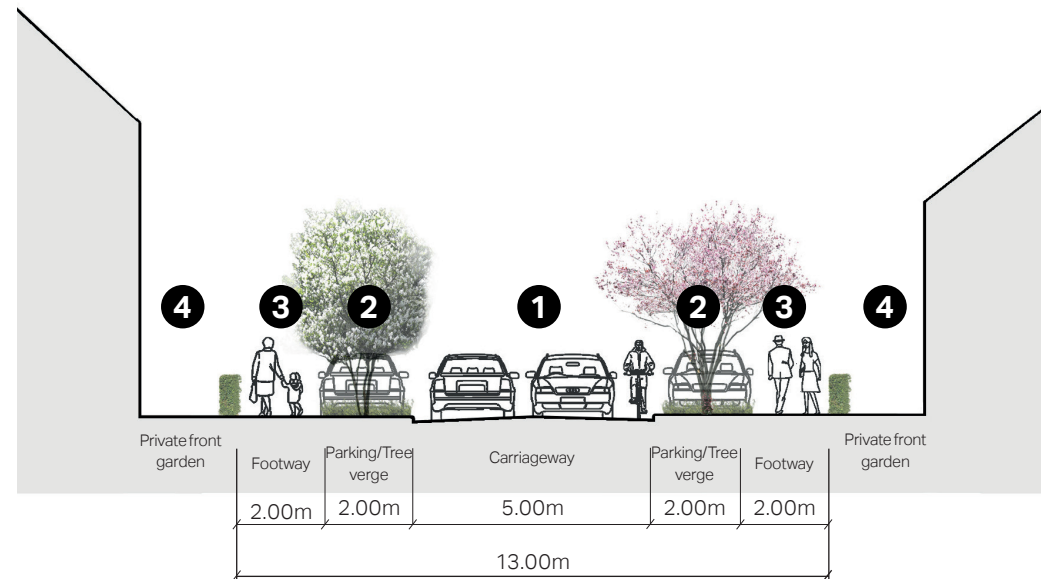 4
3
2
1
2
3
4
Private front
garden
Footway
Parking/Tree
verge
Carriageway
Parking/Tree
verge
Footway
Private front
garden
2.00m
2.00m
5.00m
2.00m
2.00m
13.00m